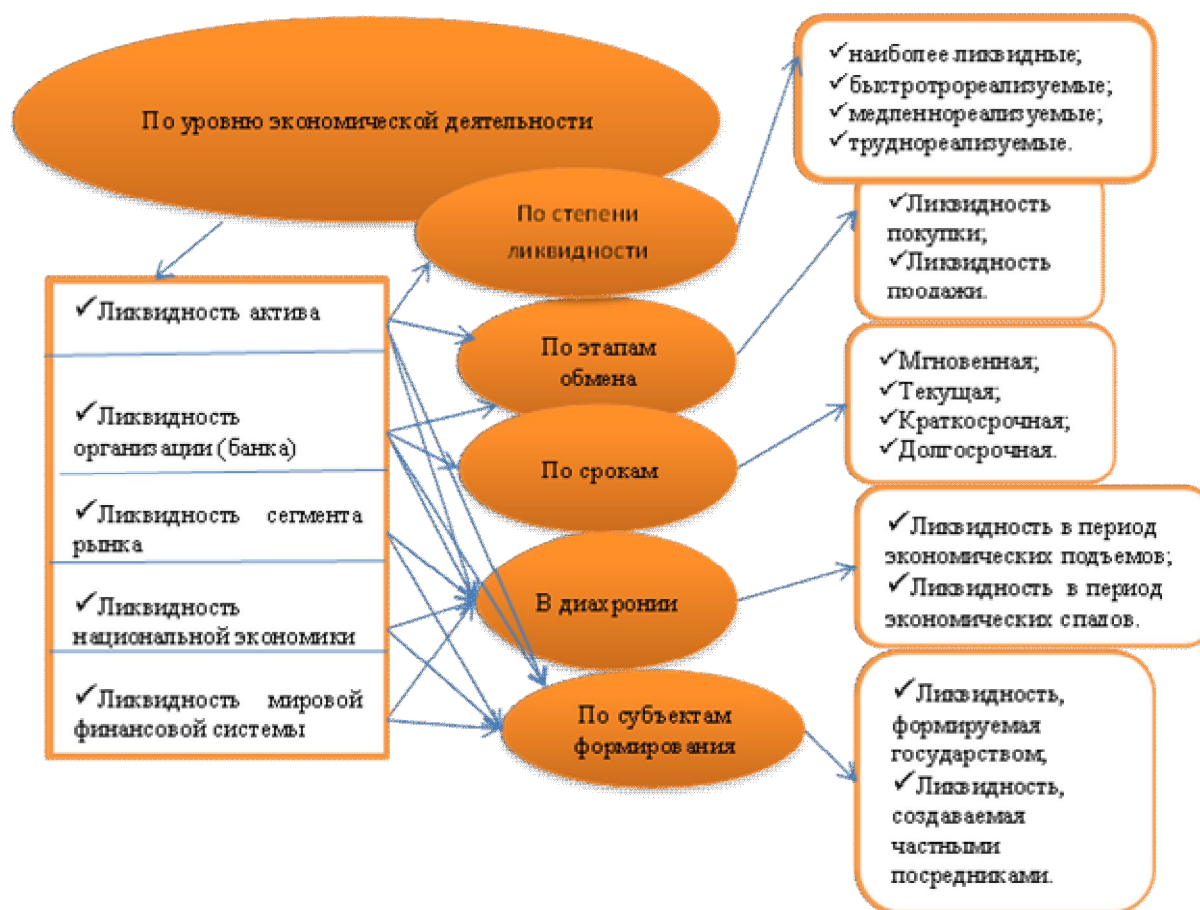 По уровню экономической деятельности
✓наиболее ликвидные;
✓быстротрореализуемые;
✓медленнореализуемые;
✓труднореализуемые.
По степени
ликвидности
✓Ликвидность
покупки;
✓Ликвидность
продажи.
✓Ликвидность актива
✓Ликвидность
организации (банка)
✓Ликвидность сегмента
рынка
✓Ликвидность
национальной экономики
✓Ликвидность мировой
финансовой системы
По этапам
обмена
✓Мгновенная;
✓Текущая;
✓Краткосрочная;
✓Долгосрочная.
По срокам
В диахронии
✓Ликвидность в период
экономических подъемов;
✓Ликвидность в период
экономических спадов.
По субъектам
формирования
✓Ликвидность,
формируемая
государством;
✓Ликвидность,
создаваемая
частными
посредниками.